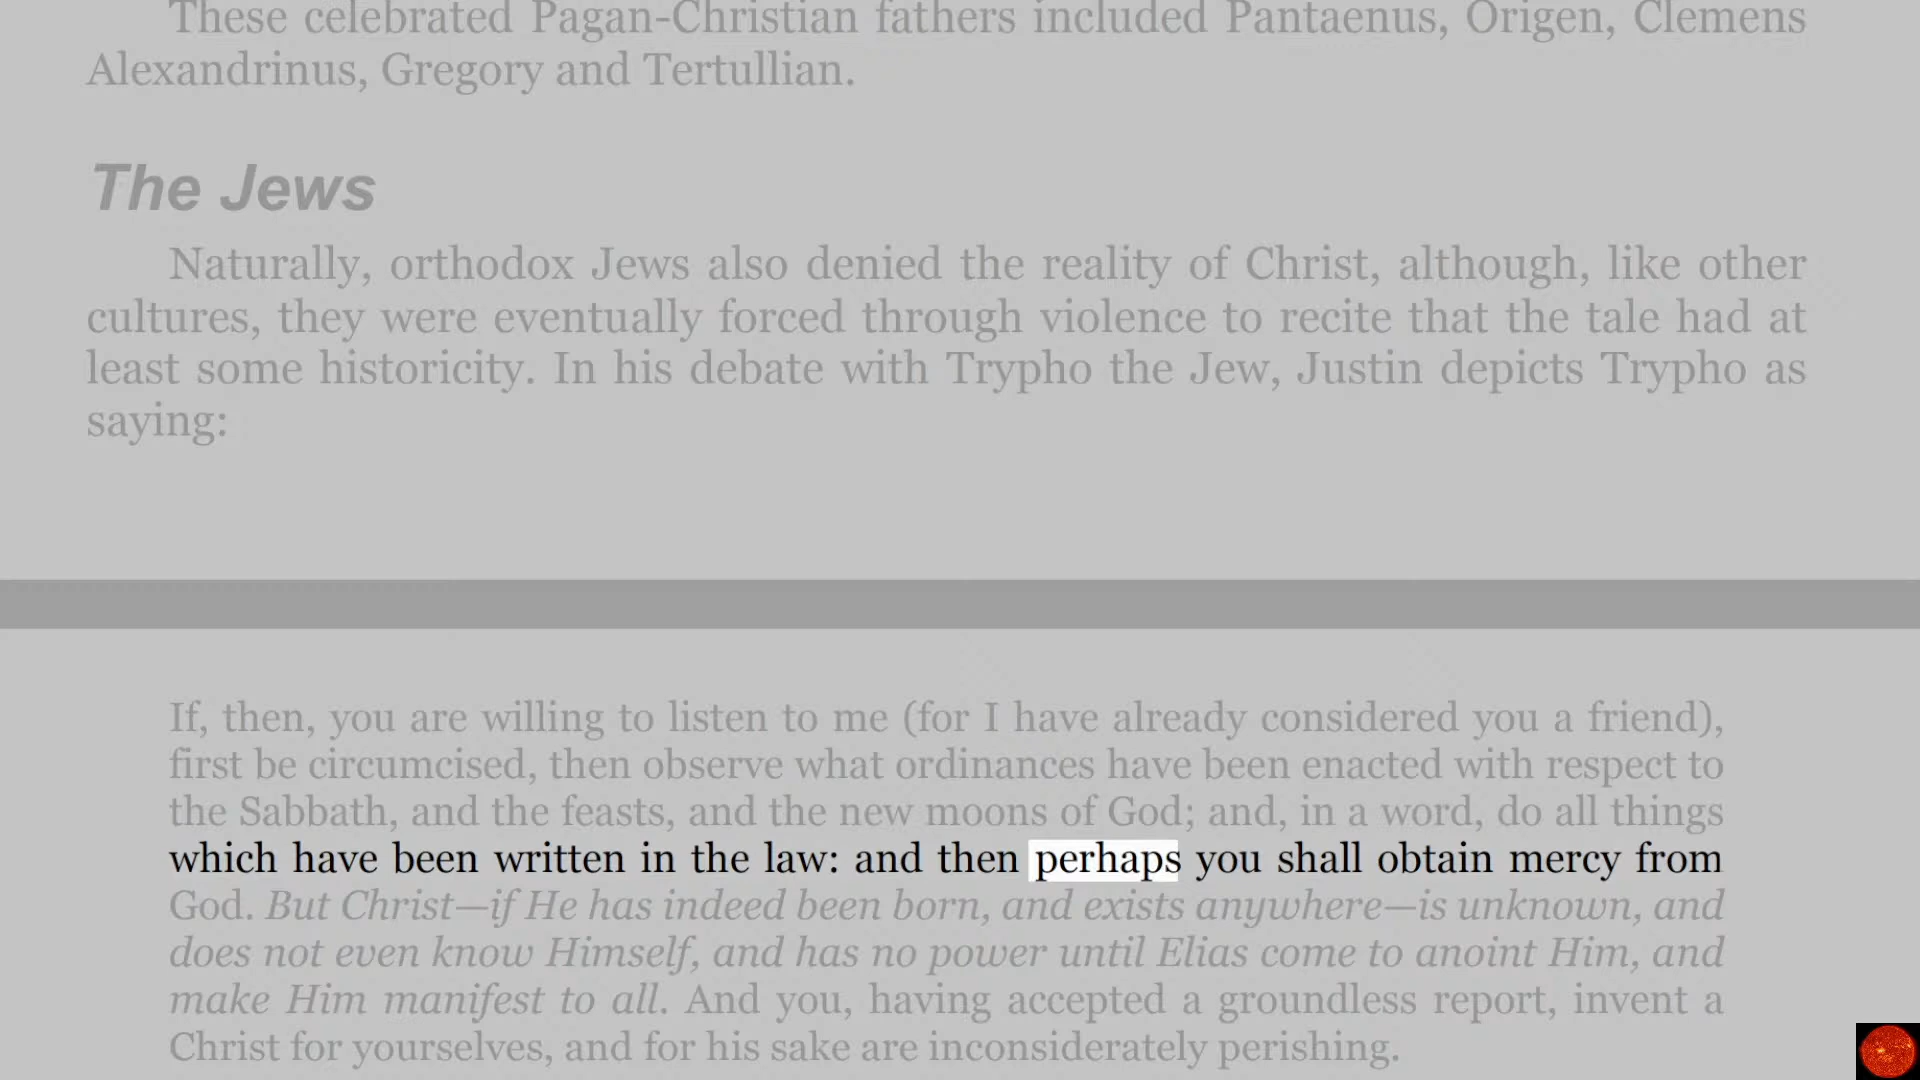 These celebrated Pagan-Christian fathers included Pantaenus, Origen, Clemens
Alexandrinus, Gregory and Tertullian.
The Jews
Naturally, orthodox Jews also denied the reality of Christ, although, like other
cultures, they were eventually forced through violence to recite that the tale had at
least some historicity. In his debate with Trypho the Jew, Justin depicts Trypho as
saying:
If, then, you are willing to listen to me (for I have already considered you a friend),
first be circumcised, then observe what ordinances have been enacted with respect to
the Sabbath, and the feasts, and the new moons of God; and, in a word, do all things
which have been written in the law: and then perhaps you shall obtain mercy from
God. But Christ—if He has indeed been born, and exists anywhere—is unknown, and
does not even know Himself, and has no power until Elias come to anoint Him, and
make Him manifest to all. And you, having accepted a groundless report, invent a
Christ for yourselves, and for his sake are inconsiderately perishing.